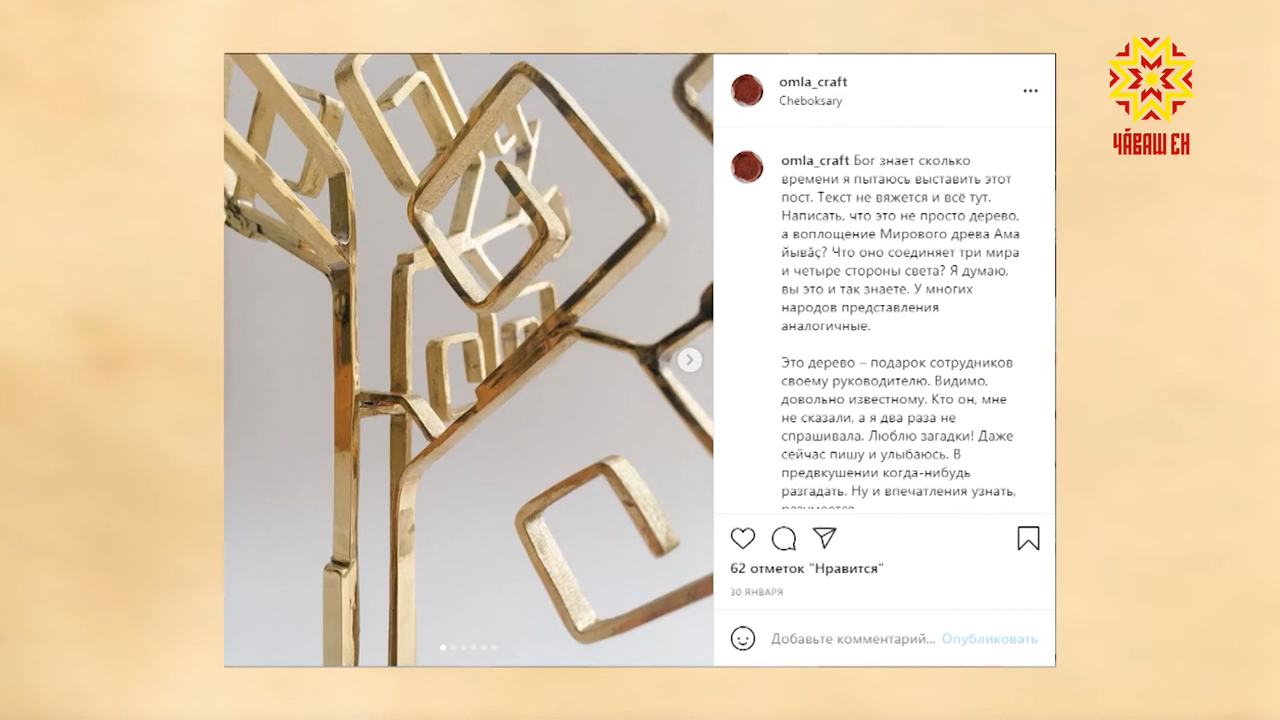 omla_craft
Cheboksary
omla_craft Бог знает сколько
времени я пытаюсь выставить этот
пост. Текст не вяжется и всё тут.
Написать, что это не просто дерево,
а воплощение Мирового древа Ама
йывăç? Что оно соединяет три мира
и четыре стороны света? Я думаю,
вы это и так знаете. У многих
народов представления
аналогичные.
Это дерево – подарок сотрудников
своему руководителю. Видимо,
довольно известному. Кто он, мне
не сказали, а я два раза не
спрашивала. Люблю загадки! Даже
сейчас пишу и улыбаюсь. В
предвкушении когда-нибудь
разгадать. Ну и впечатления узнать,
62 отметок "Нравится"
30 ЯНВАРЯ
Добавьте комментарий... Опубликовать
ЧĂВАШ ЕН